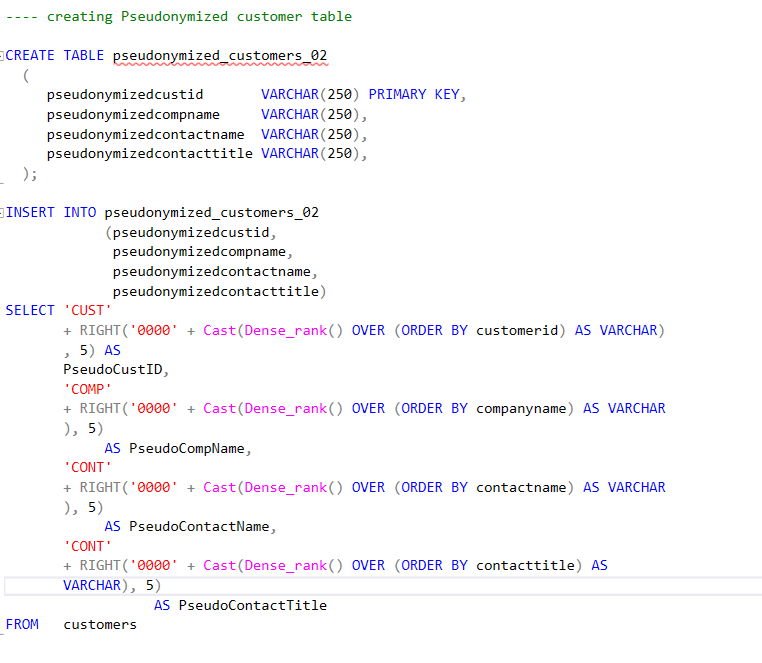 ---- creating Pseudonymized customer table
CREATE TABLE pseudonymized_customers_02
(
pseudonymizedcustid VARCHAR(250) PRIMARY KEY,
pseudonymizedcompname VARCHAR(250),
pseudonymizedcontactname VARCHAR(250),
pseudonymizedcontacttitle VARCHAR(250),
);
INSERT INTO pseudonymized_customers_02
(pseudonymizedcustid,
pseudonymizedcompname,
pseudonymizedcontactname,
pseudonymizedcontacttitle)
SELECT 'CUST'
+ RIGHT('0000' + Cast(Dense_rank() OVER (ORDER BY customerid) AS VARCHAR)
, 5) AS
PseudoCustID,
'COMP'
+ RIGHT('0000' + Cast(Dense_rank() OVER (ORDER BY companyname) AS VARCHAR
), 5)
AS PseudoCompName,
'CONT'
+ RIGHT('0000' + Cast(Dense_rank() OVER (ORDER BY contactname) AS VARCHAR
), 5)
AS PseudoContactName,
'CONT'
+ RIGHT('0000' + Cast(Dense_rank() OVER (ORDER BY contacttitle) AS
VARCHAR), 5)
AS PseudoContactTitle
FROM customers